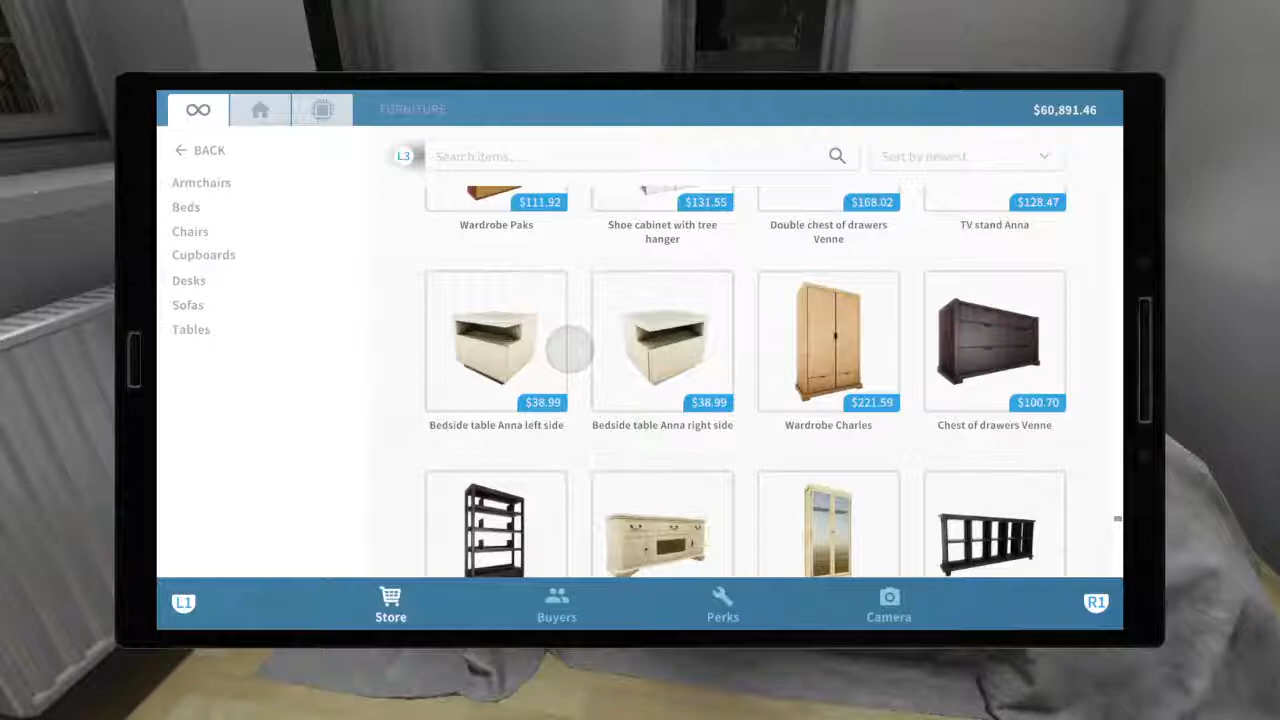 FURNITURE
$60,891.46
BACK
L3
Search items...
Sort by newest...
Armchairs
Beds
Chairs
Cupboards
Desks
Sofas
Tables
$111.92
$131.55
$168.02
$128.47
Wardrobe Paks
Shoe cabinet with tree
hanger
Double chest of drawers
Venne
TV stand Anna
$38.99
$38.99
$221.59
$100.70
Bedside table Anna left side
Bedside table Anna right side
Wardrobe Charles
Chest of drawers Venne
L1
Store
Buyers
Perks
Camera
R1